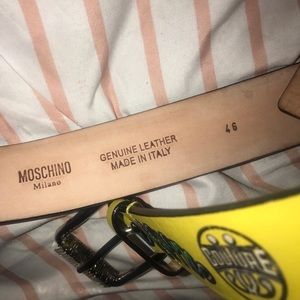 MOSCHINO
Milano
GENUINE LEATHER
MADE IN ITALY
46
COUTURE